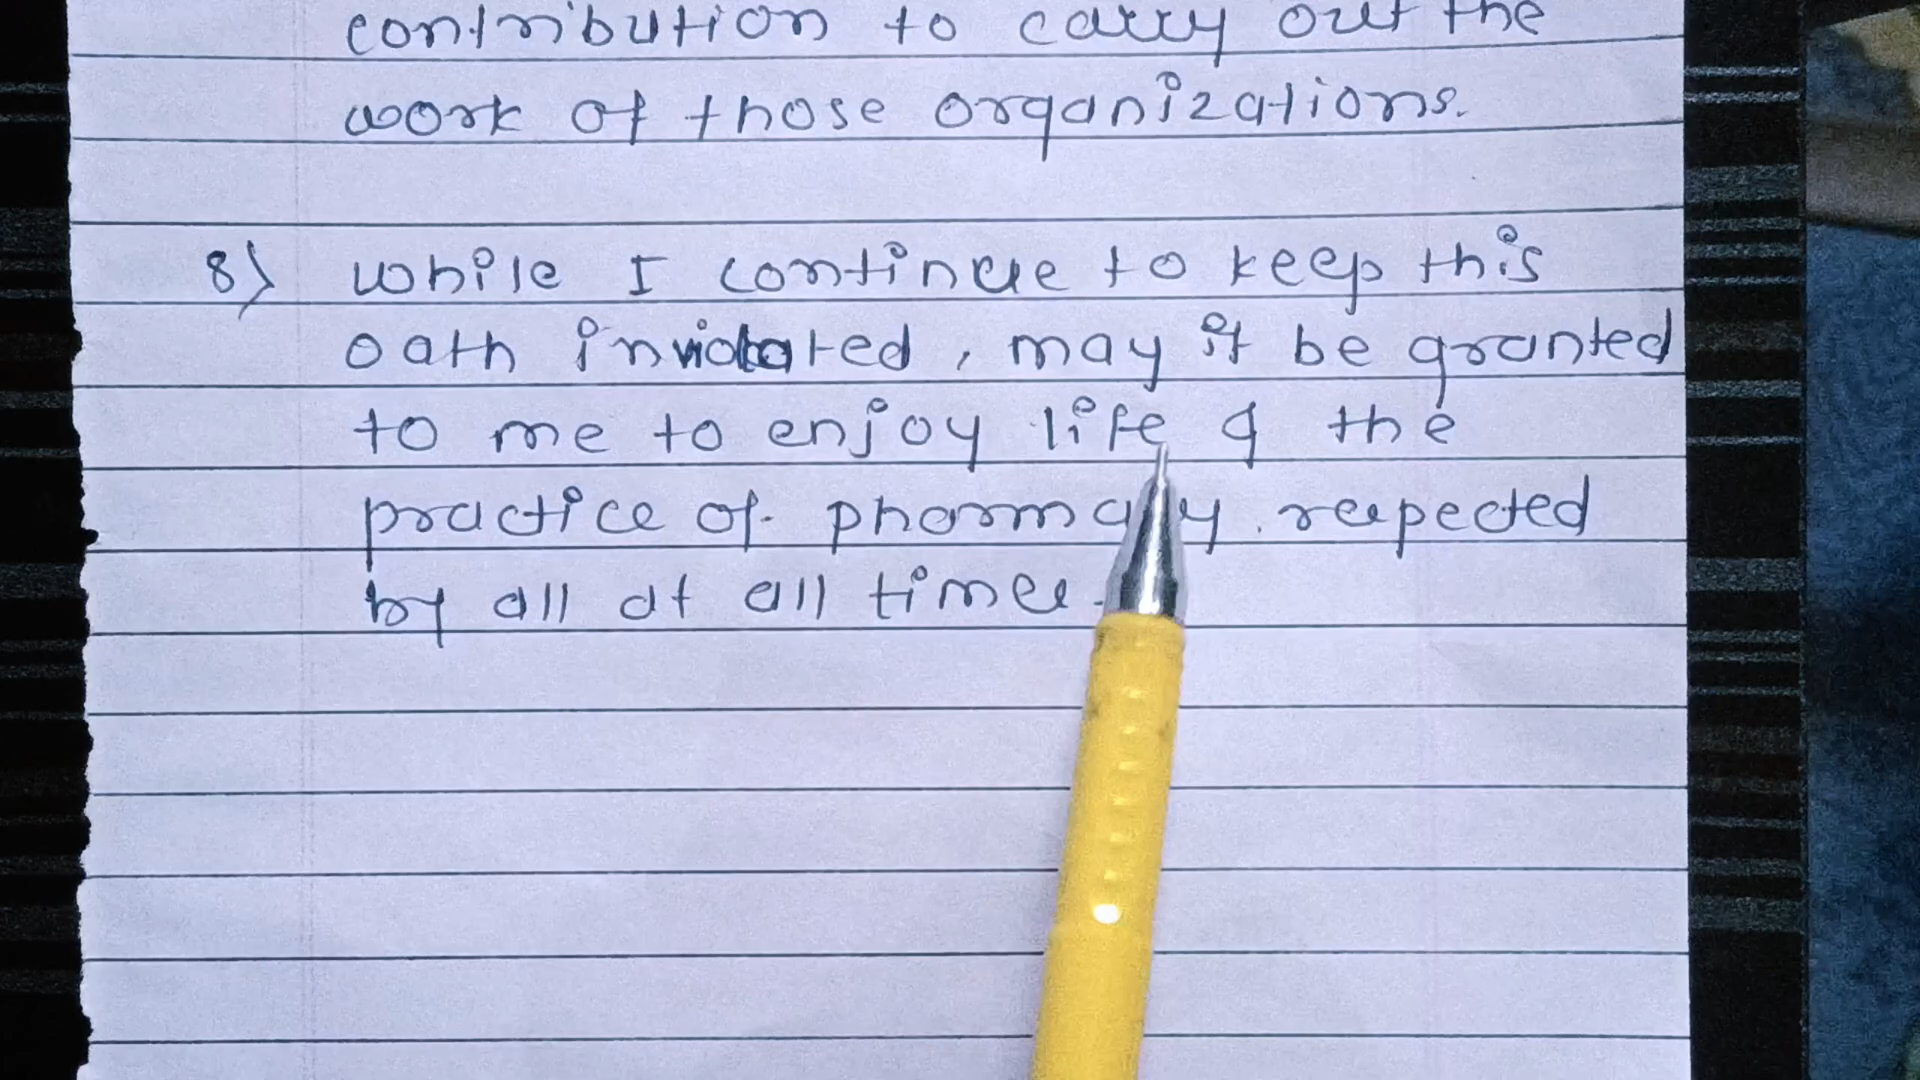 contribution to carry out the
work of those organizations.
8) while I continue to keep this
oath inviolated, may it be granted
to me to enjoy life & the
practice of pharmacy respected
by all at all times.